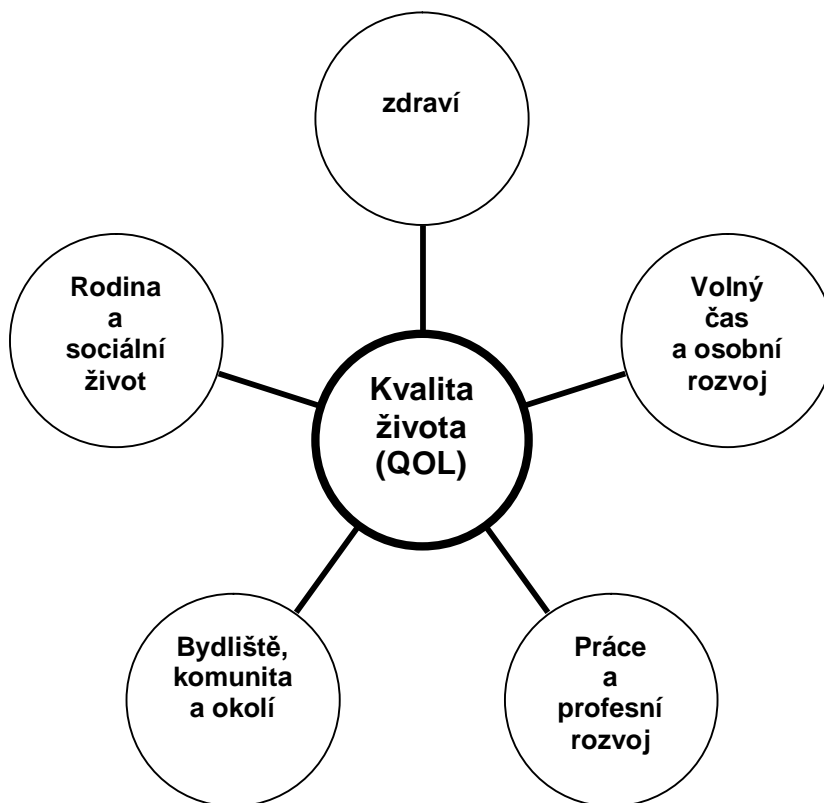 zdraví
Rodina
a
sociální
život
Volný
čas
a osobní
rozvoj
Kvalita
života
(QOL)
Bydliště,
komunita
a okolí
Práce
a
profesní
rozvoj